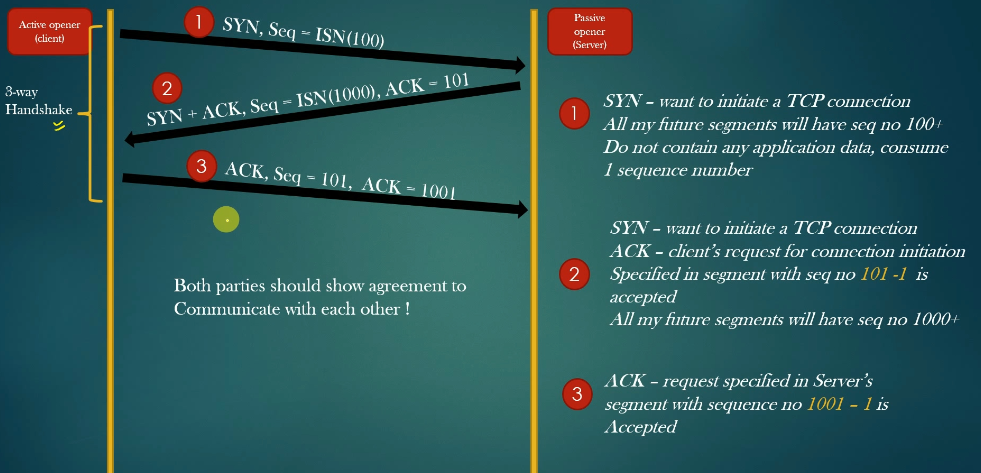 Active opener
(client)
3-way
Handshake
1
SYN, Seq = ISN(100)
2
SYN + ACK, Seq = ISN(1000), ACK = 101
3
ACK, Seq = 101, ACK = 1001
Both parties should show agreement to
Communicate with each other !
Passive
opener
(Server)
1
SYN – want to initiate a TCP connection
All my future segments will have seq no 100+
Do not contain any application data, consume
1 sequence number
2
SYN – want to initiate a TCP connection
ACK – client's request for connection initiation
Specified in segment with seq no 101 -1 is
accepted
All my future segments will have seq no 1000+
3
ACK – request specified in Server's
segment with sequence no 1001 – 1 is
Accepted